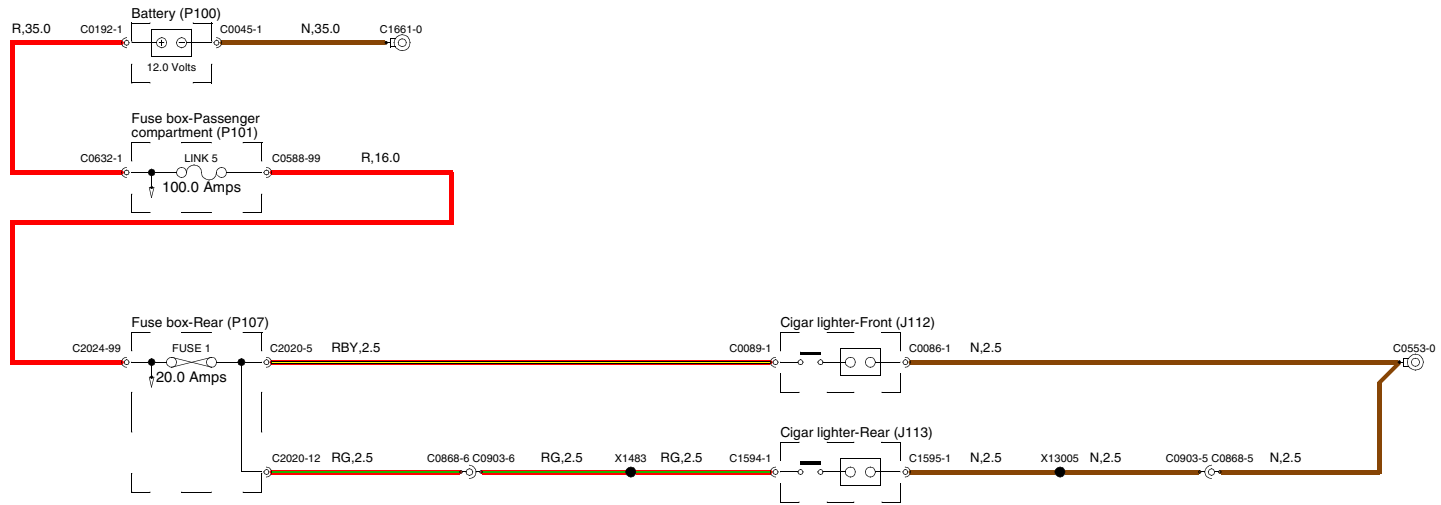 Battery (P100)
R,35.0 C0192-1 C0045-1 N,35.0 C1661-0
12.0 Volts
Fuse box-Passenger
compartment (P101)
C0632-1 LINK 5 C0588-99 R,16.0
100.0 Amps
Fuse box-Rear (P107) Cigar lighter-Front (J112)
C2024-99 FUSE 1 C2020-5 RBY,2.5 C0089-1 C0086-1 N,2.5 C0553-0
20.0 Amps
Cigar lighter-Rear (J113)
C2020-12 RG,2.5 C0868-6 C0903-6 RG,2.5 X1483 RG,2.5 C1594-1 C1595-1 N,2.5 X13005 N,2.5 C0903-5 C0868-5 N,2.5